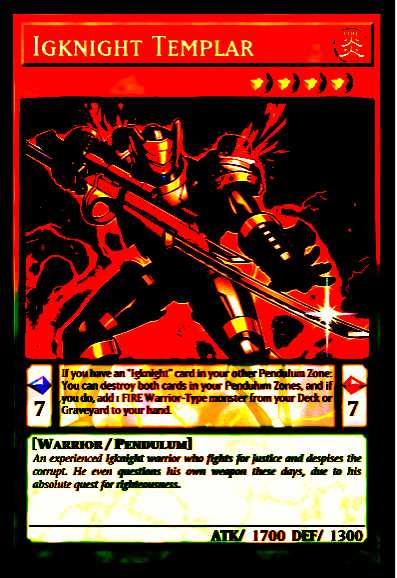 Igknight Templar
炎
If you have an "Igknight" card in your other Pendulum Zone:
You can destroy both cards in your Pendulum Zones, and if
you do, add 1 FIRE Warrior-Type monster from your Deck or
Graveyard to your hand.
7
7
[Warrior / Pendulum]
An experienced Igknight warrior who fights for justice and despises the
corrupt. He even questions his own weapon these days, due to his
absolute quest for righteousness.
ATK/ 1700 DEF/ 1300